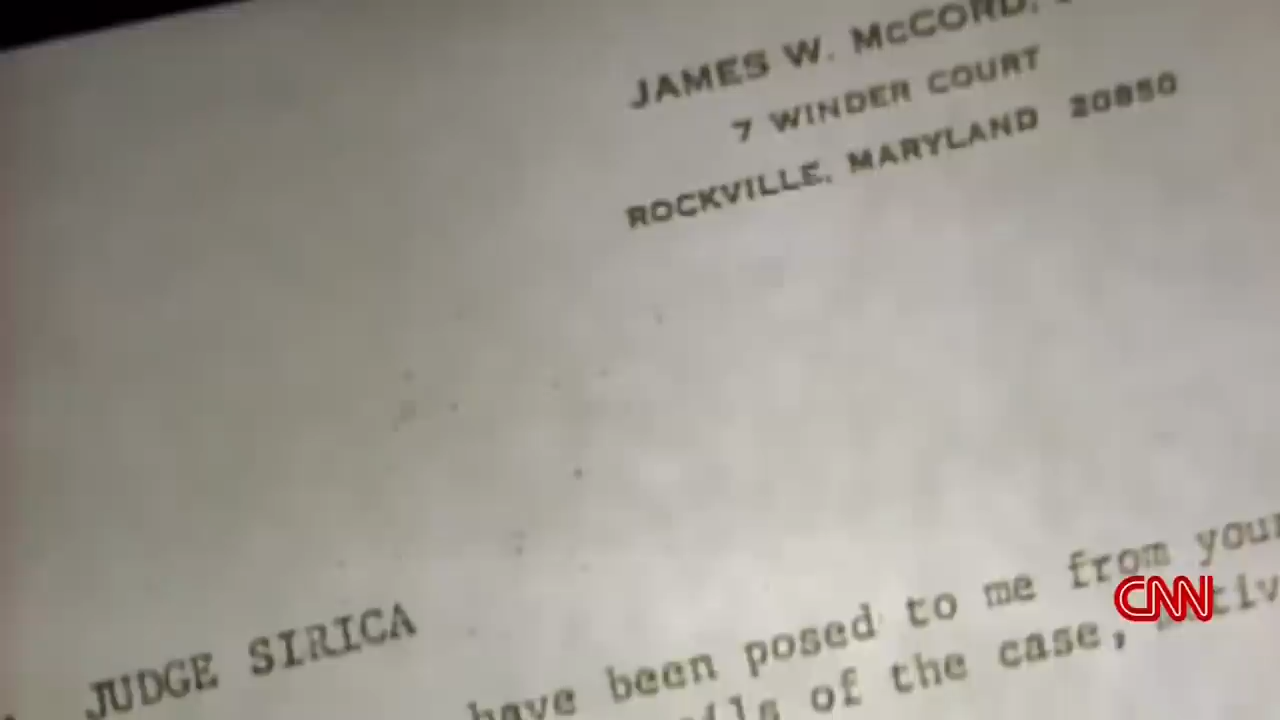 JAMES W. McCORD,
7 WINDER COURT
ROCKVILLE, MARYLAND 20850
JUDGE SIRICA
have been posed to me from your
of the case,
CNN